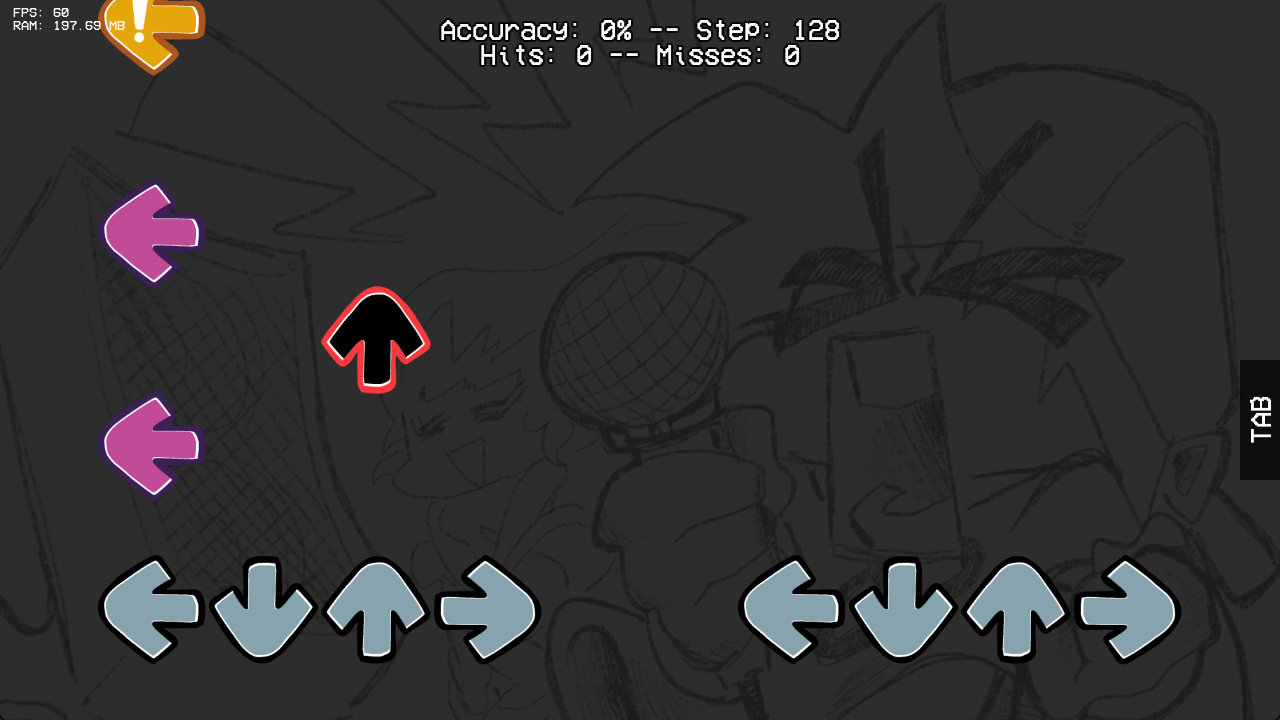 FPS: 60
RAM: 197.69 MB
!
Accuracy: 0% -- Step: 128
Hits: 0 -- Misses: 0
TAB